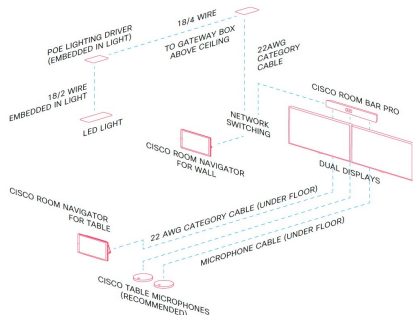 18/4 WIRE
POE LIGHTING DRIVER
(EMBEDDED IN LIGHT)
TO GATEWAY BOX
ABOVE CEILING
22AWG
CATEGORY
CABLE
18/2 WIRE
EMBEDDED IN LIGHT
LED LIGHT
CISCO ROOM BAR PRO
NETWORK
SWITCHING
CISCO ROOM NAVIGATOR
FOR WALL
DUAL DISPLAYS
CISCO ROOM NAVIGATOR
FOR TABLE
22 AWG CATEGORY CABLE (UNDER FLOOR)
MICROPHONE CABLE (UNDER FLOOR)
CISCO TABLE MICROPHONES
(RECOMMENDED)